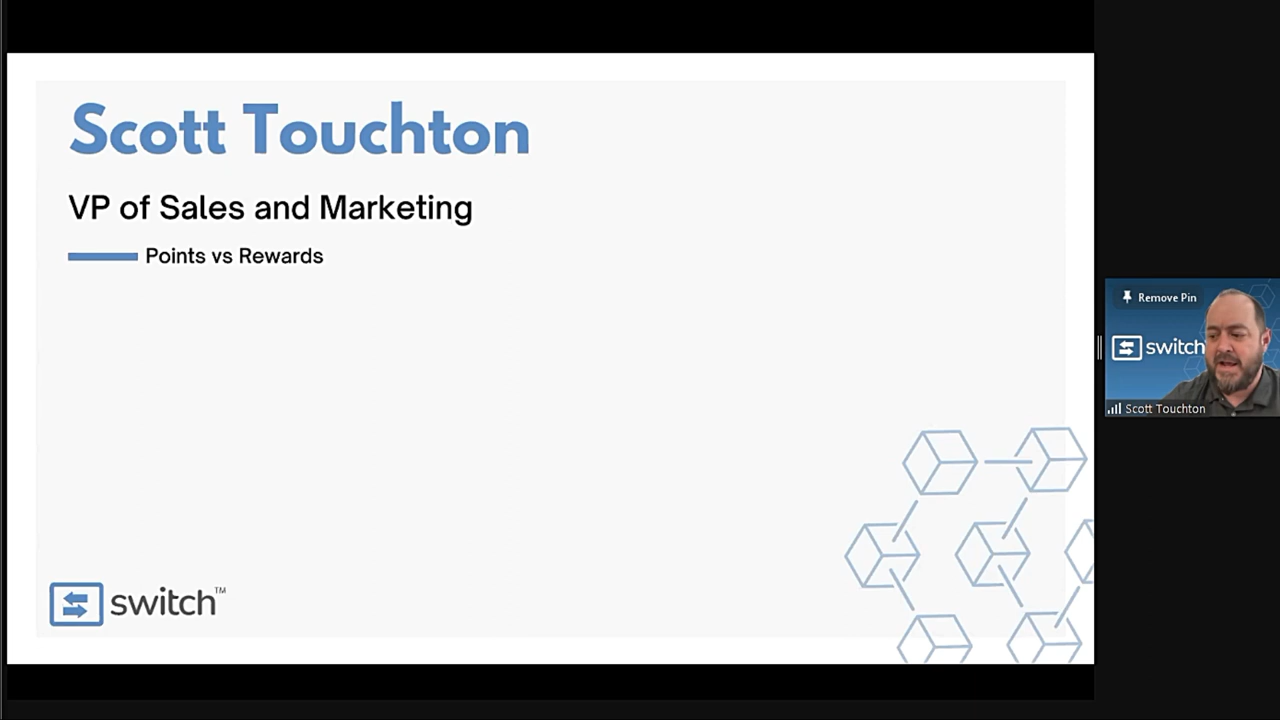 Scott Touchton
VP of Sales and Marketing
Points vs Rewards
switch™
Remove Pin
switch
Scott Touchton